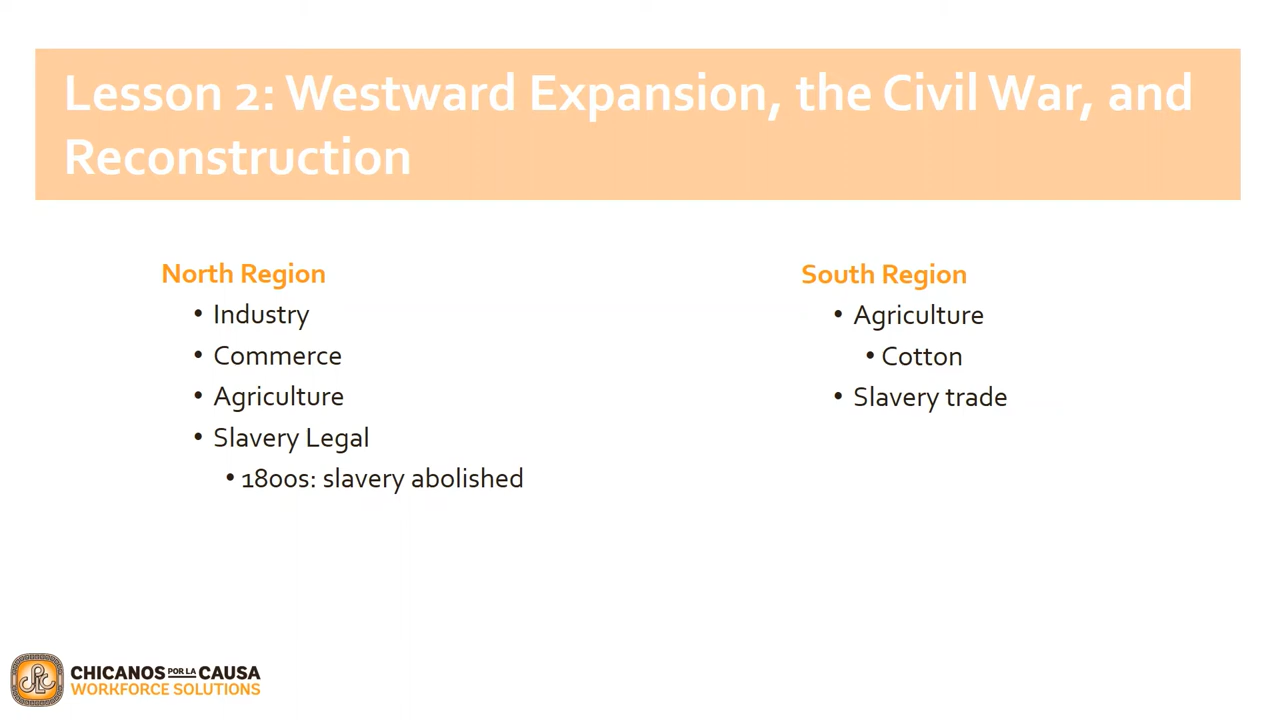 Lesson 2: Westward Expansion, the Civil War, and
Reconstruction
North Region
• Industry
• Commerce
• Agriculture
• Slavery Legal
• 1800s: slavery abolished
South Region
• Agriculture
• Cotton
• Slavery trade
CHICANOS POR LA CAUSA
WORKFORCE SOLUTIONS